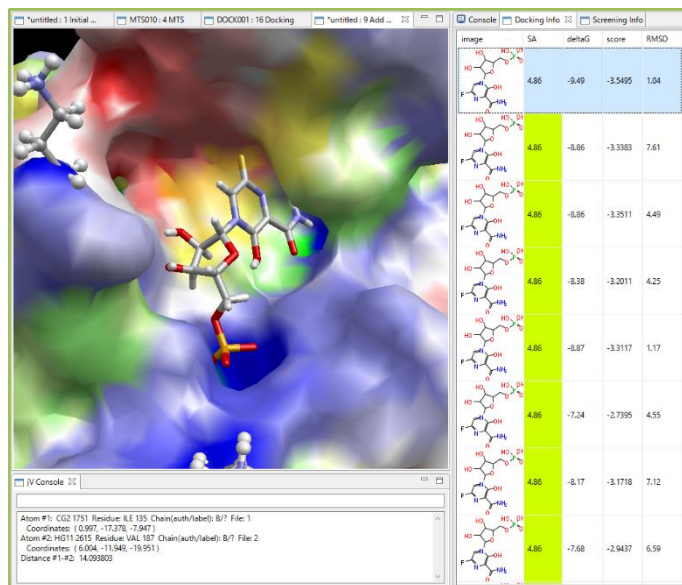 *untitled : 1 Initial ...
MTS010 : 4 MTS
DOCK001 : 16 Docking
*untitled : 9 Add ...
Console
Docking Info
Screening Info
image SA deltaG score RMSD
4.86 -9.49 -3.5495 1.04
4.86 -8.86 -3.3383 7.61
4.86 -8.86 -3.3511 4.49
4.86 -8.38 -3.2011 4.25
4.86 -8.87 -3.3117 1.17
4.86 -7.24 -2.7395 4.55
4.86 -8.17 -3.1718 7.12
4.86 -7.68 -2.9437 6.59
jV Console
Atom #1: CG2 1751 Residue: ILE 135 Chain(auth/label): B/? File: 1
Coordinates: ( 0.997, -17.378, -7.947 )
Atom #2: HG11 2615 Residue: VAL 187 Chain(auth/label): B/? File: 2
Coordinates: ( 6.004, -11.949, -19.951 )
Distance #1-#2: 14.093803